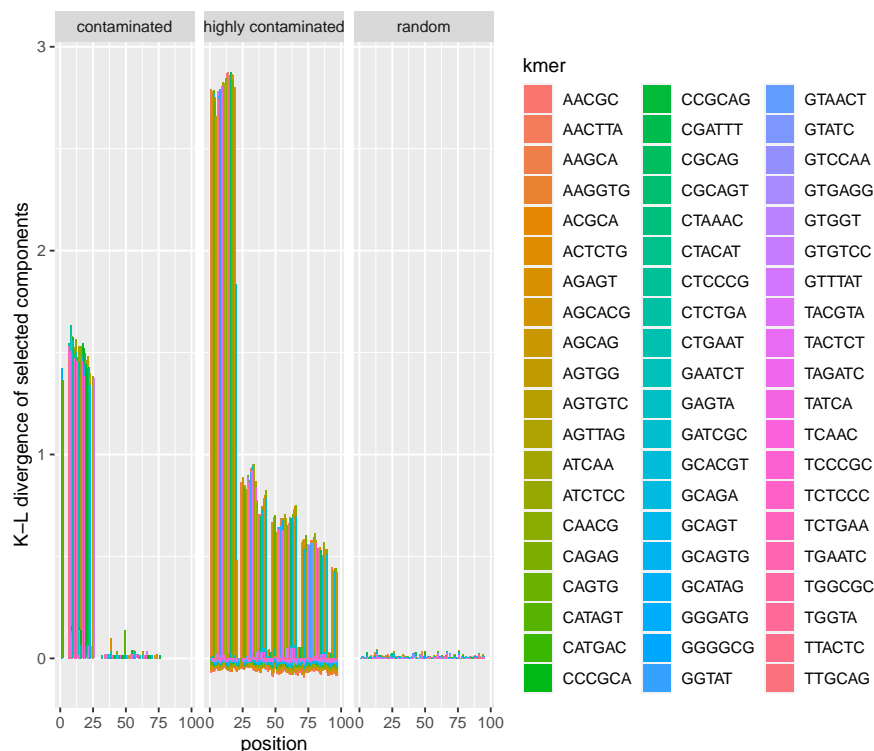 contaminated highly contaminated random
K−L divergence of selected components
3
2
1
0
0 25 50 75 100 0 25 50 75 100 0 25 50 75 100
position
kmer
AACGC CCGCAG GTAACT
AACTTA CGATTT GTATC
AAGCA CGCAG GTCCAA
AAGGTG CGCAGT GTGAGG
ACGCA CTAAAC GTGGT
ACTCTG CTACAT GTGTCC
AGAGT CTCCCG GTTTAT
AGCACG CTCTGA TACGTA
AGCAG CTGAAT TACTCT
AGTGG GAATCT TAGATC
AGTGTC GAGTA TATCA
AGTTAG GATCGC TCAAC
ATCAA GCACGT TCCCGC
ATCTCC GCAGA TCTCCC
CAACG GCAGT TCTGAA
CAGAG GCAGTG TGAATC
CAGTG GCATAG TGGCGC
CATAGT GGGATG TGGTA
CATGAC GGGGCG TTACTC
CCCGCA GGTAT TTGCAG